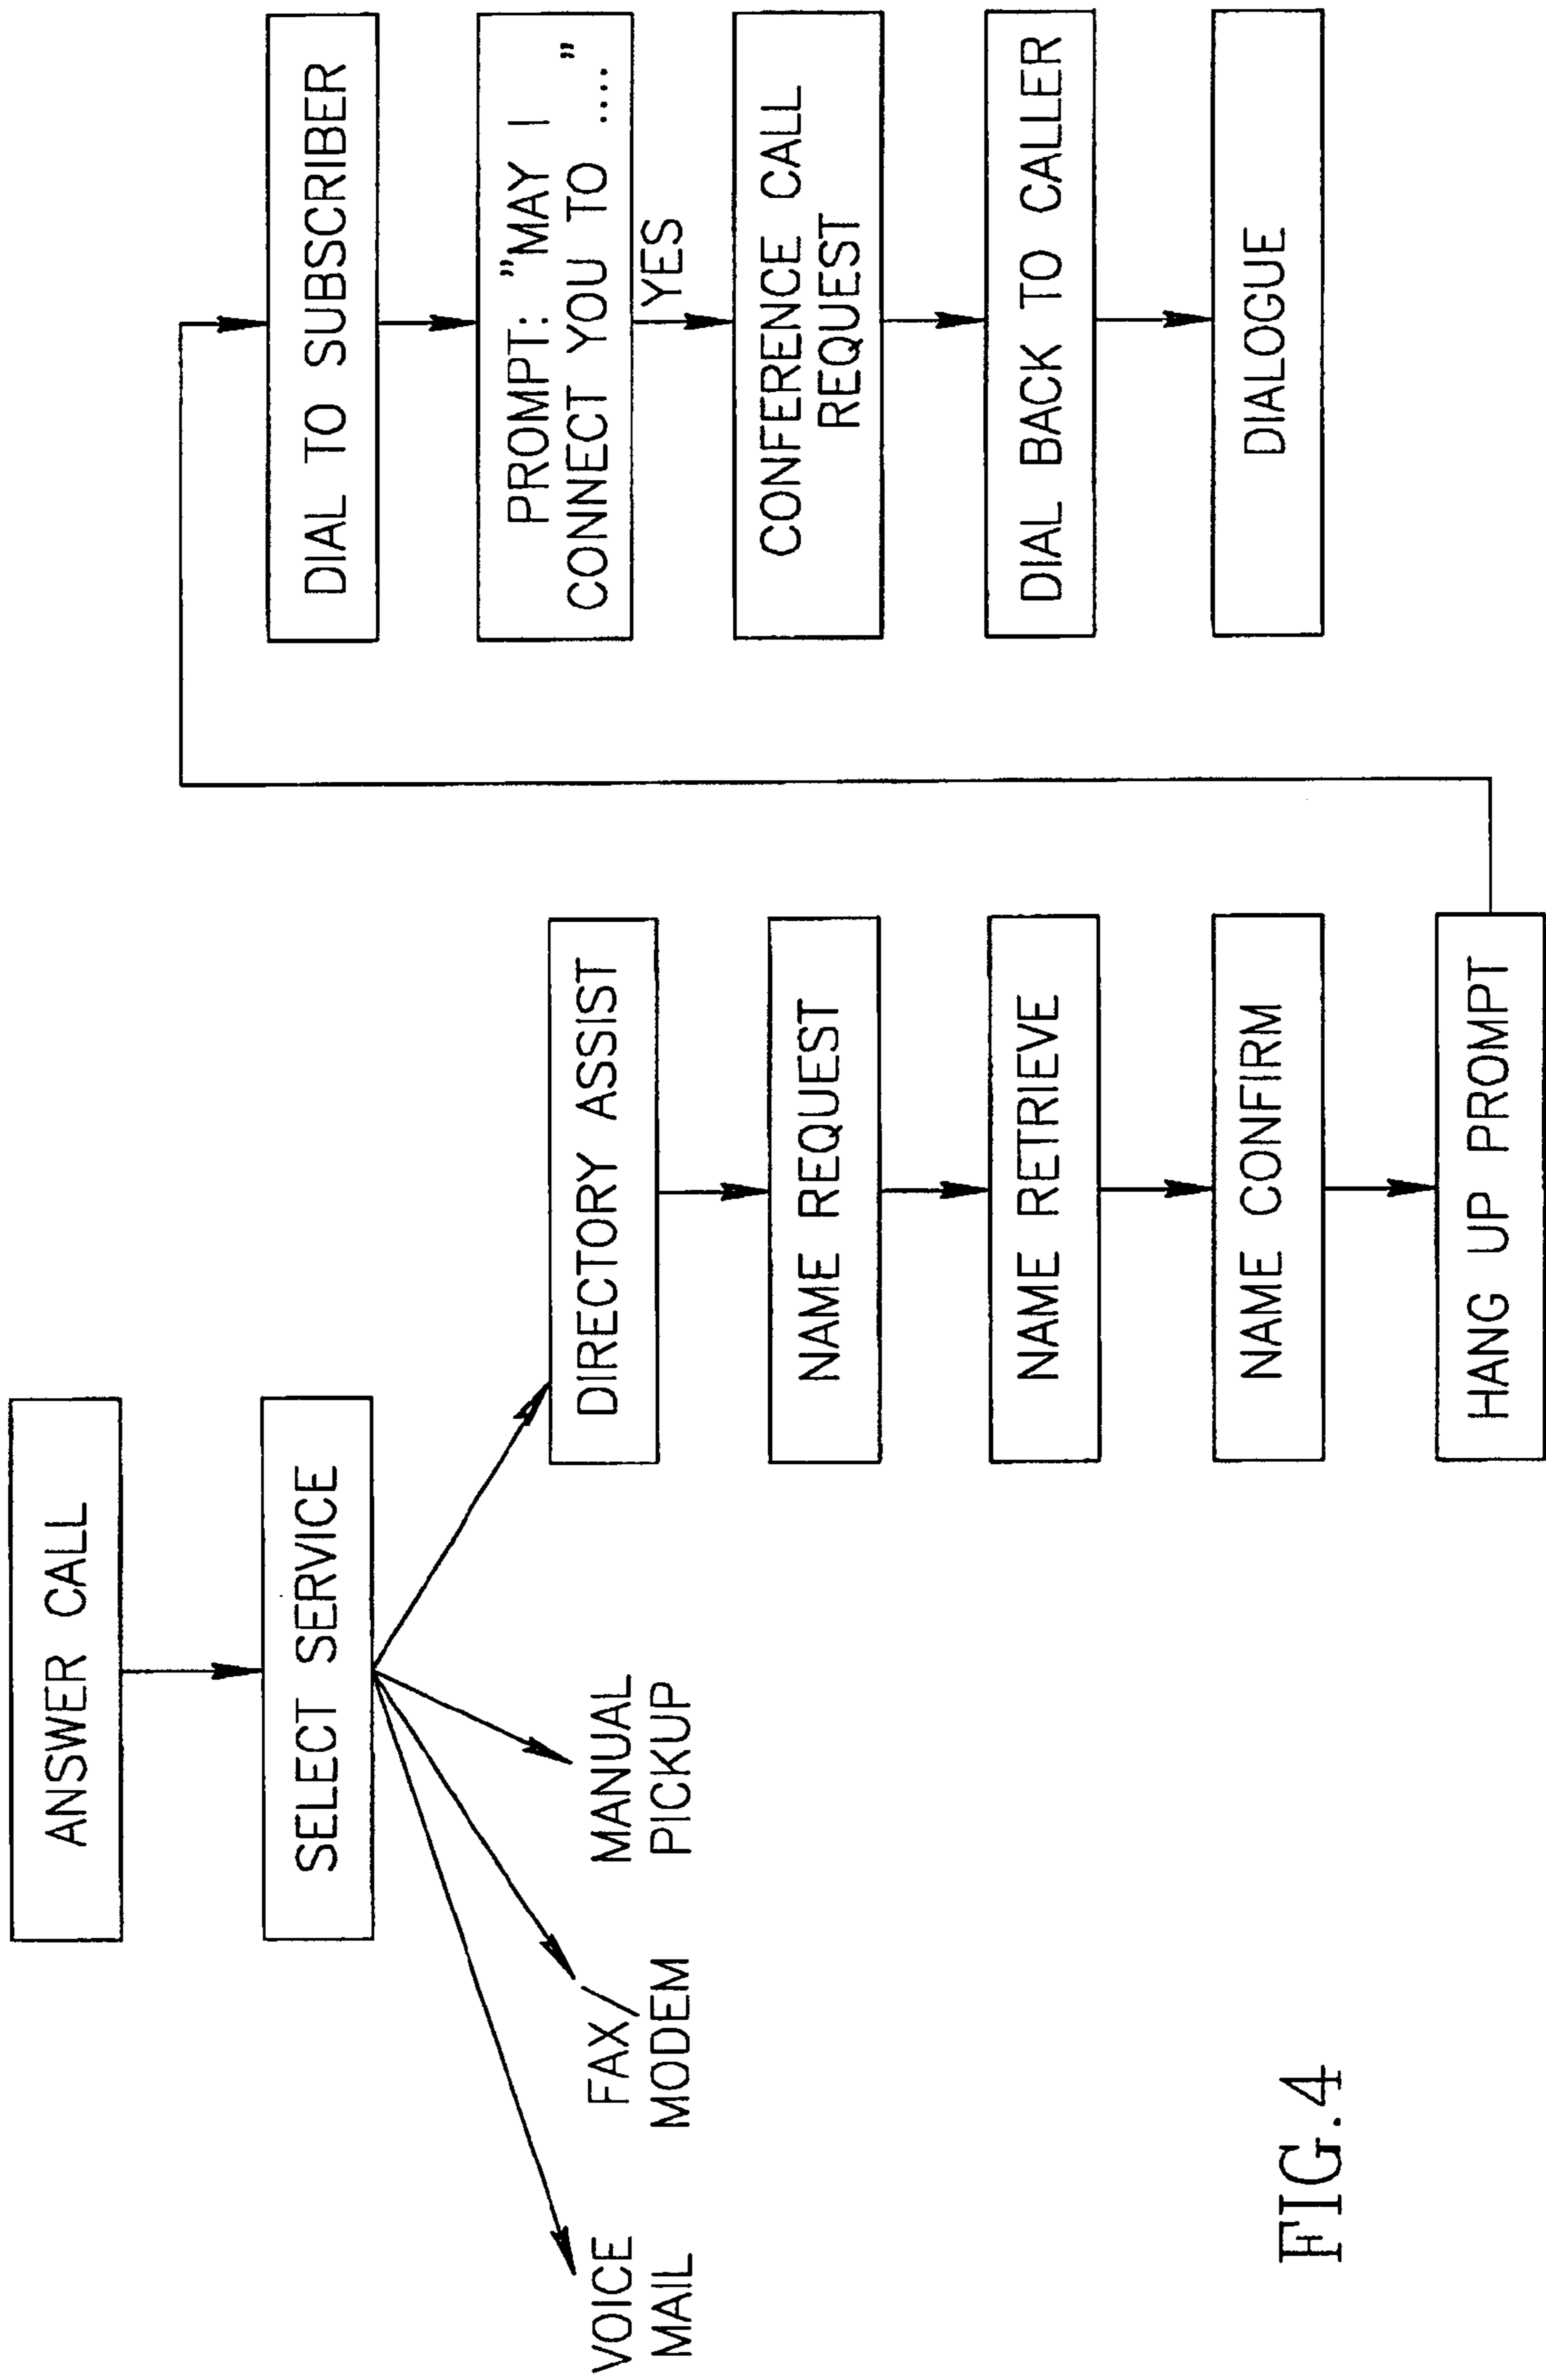 ANSWER CALL
SELECT SERVICE
VOICE
MAIL
FAX/
MODEM
MANUAL
PICKUP
DIRECTORY ASSIST
NAME REQUEST
NAME RETRIEVE
NAME CONFIRM
HANG UP PROMPT
DIAL TO SUBSCRIBER
PROMPT: "MAY I
CONNECT YOU TO ...."
YES
CONFERENCE CALL
REQUEST
DIAL BACK TO CALLER
DIALOGUE
FIG.4